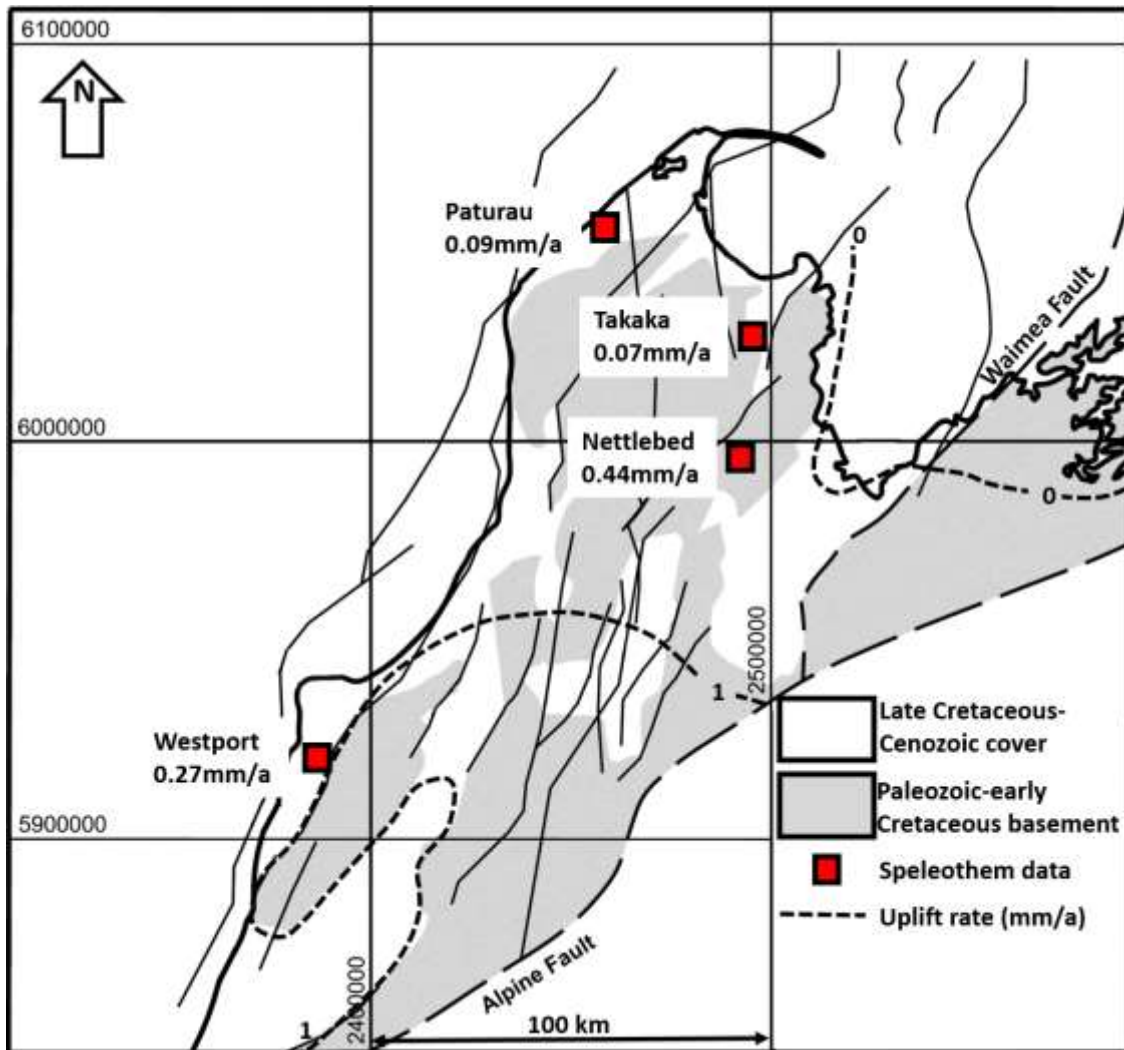 6100000
N
Paturau
0.09mm/a
0
Waimea Fault
Takaka
0.07mm/a
6000000
Nettlebed
0.44mm/a
0
2500000
1
Late Cretaceous-
Cenozoic cover
Westport
0.27mm/a
Paleozoic-early
Cretaceous basement
5900000
Speleothem data
Uplift rate (mm/a)
Alpine Fault
2400000
1
100 km